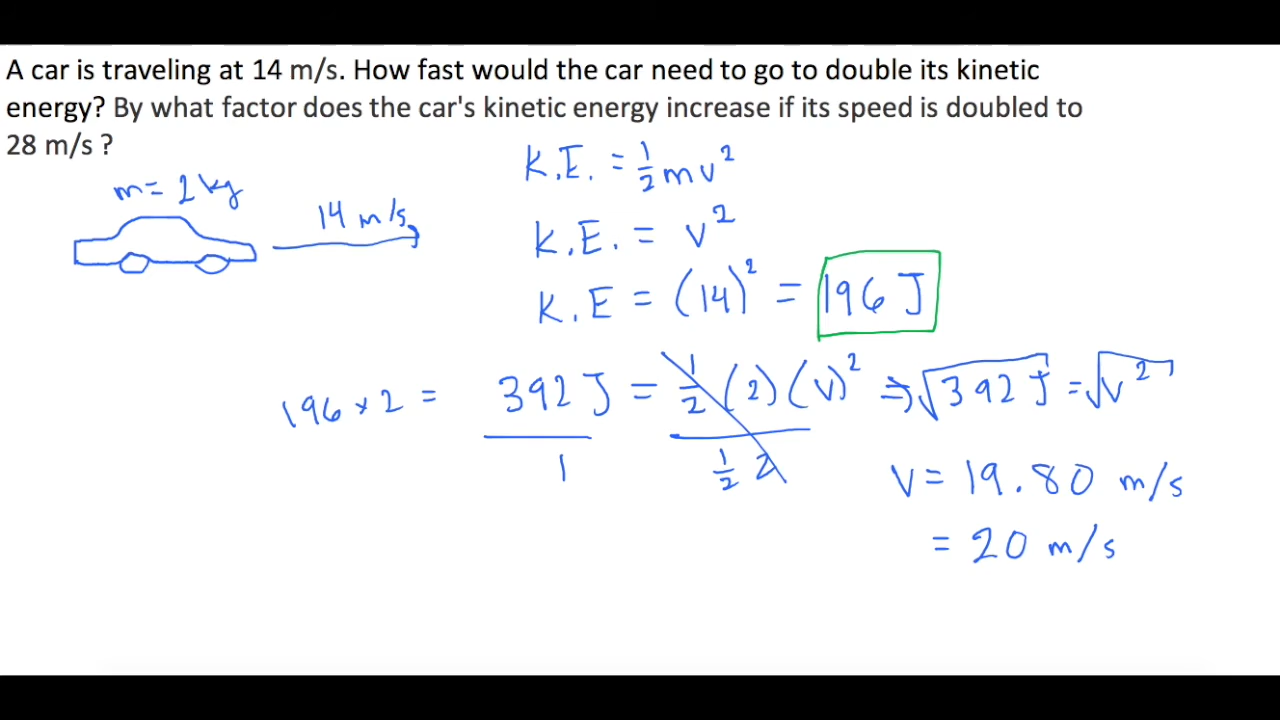 A car is traveling at 14 m/s. How fast would the car need to go to double its kinetic
energy? By what factor does the car's kinetic energy increase if its speed is doubled to
28 m/s ?
m = 2 kg
14 m/s
K.E. = 1/2 mv²
K.E. = v²
K.E = (14)² = 196 J
196 × 2 = 392 J = 1/2 (2)(v)² ⇒ √392 J = √v²
1 1/2 2
v = 19.80 m/s
= 20 m/s